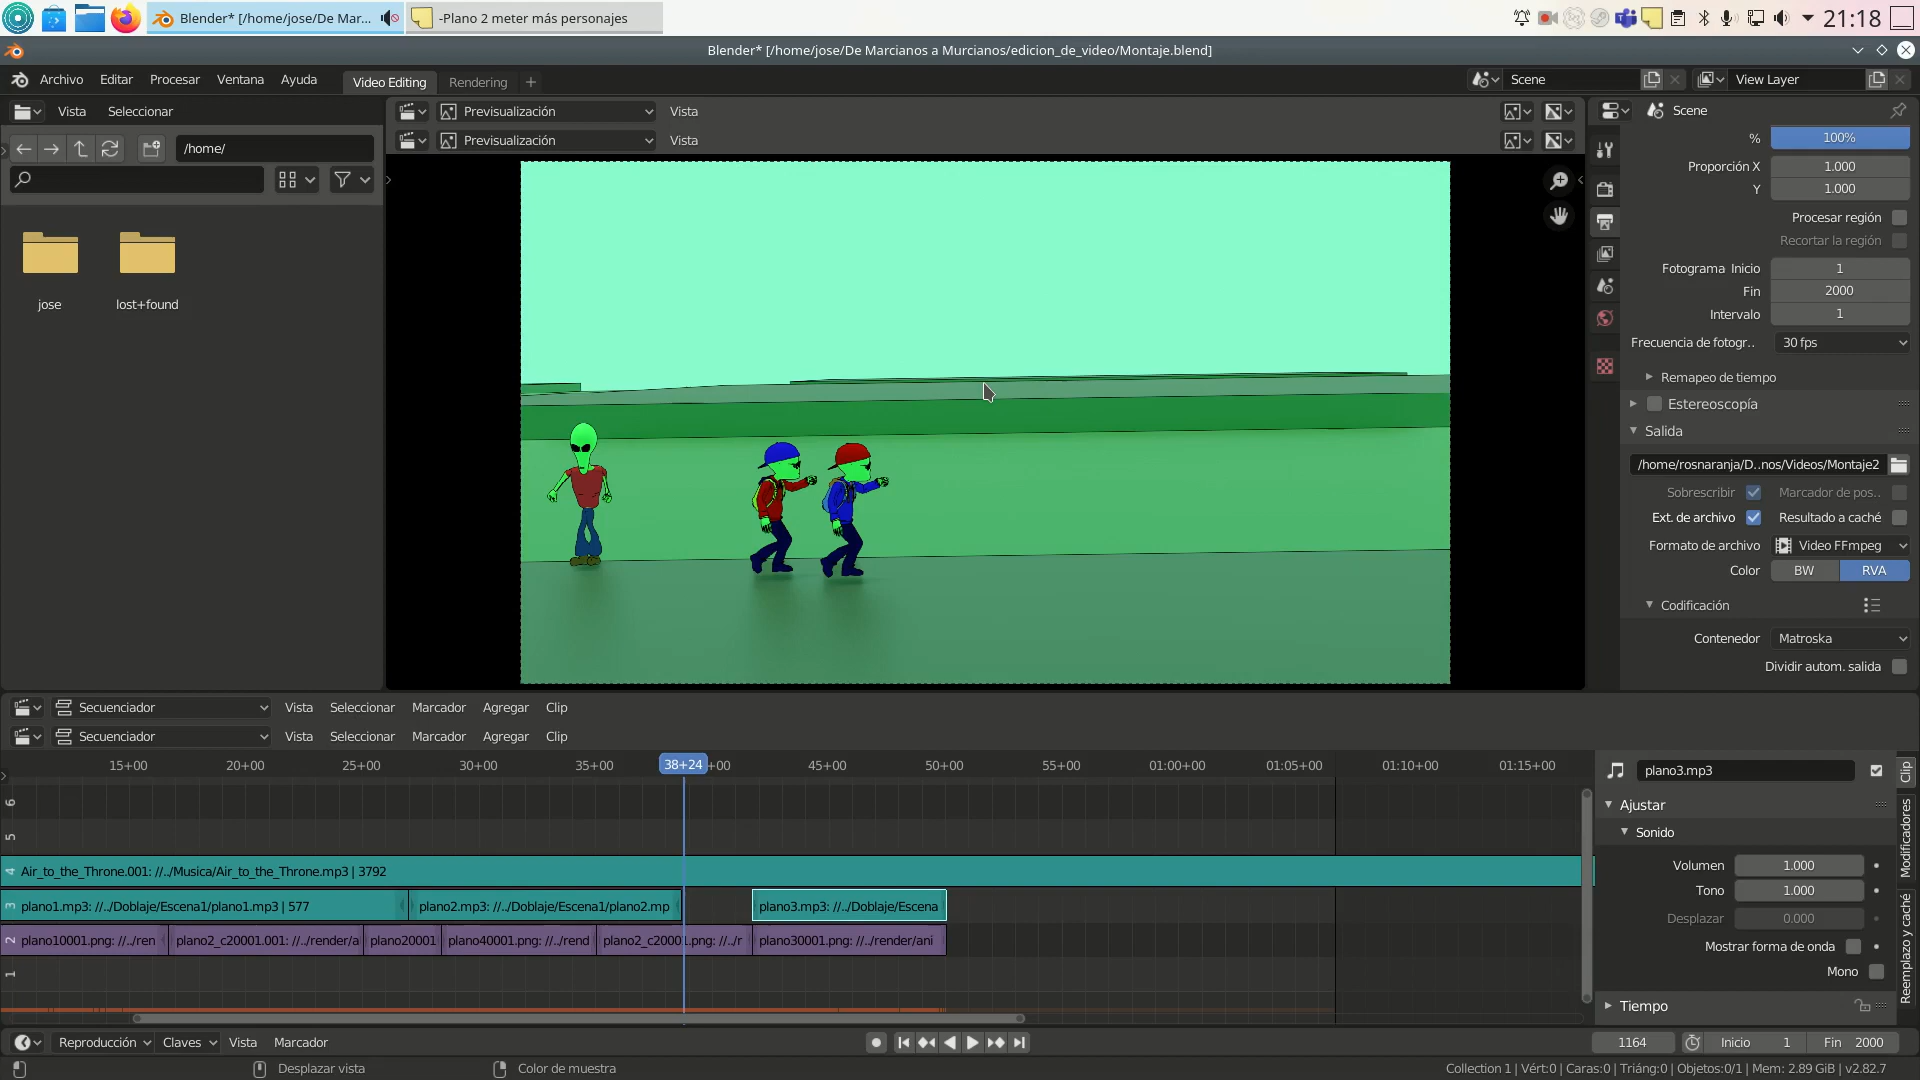 Blender* [/home/jose/De Mar...
-Plano 2 meter más personajes
21:18
Blender* [/home/jose/De Marcianos a Murcianos/edicion_de_video/Montaje.blend]
Archivo Editar Procesar Ventana Ayuda Video Editing Rendering + Scene View Layer
Vista Seleccionar
Previsualización Vista
Scene
Previsualización Vista
/home/
jose
lost+found
% 100%
Proporción X 1.000
Y 1.000
Procesar región
Recortar la región
Fotograma Inicio 1
Fin 2000
Intervalo 1
Frecuencia de fotogr.. 30 fps
Remapeo de tiempo
Estereoscopía
Salida
/home/rosnaranja/D..nos/Videos/Montaje2
Sobrescribir Marcador de pos..
Ext. de archivo Resultado a caché
Formato de archivo Video FFmpeg
Color BW RVA
Codificación
Contenedor Matroska
Dividir autom. salida
Secuenciador Vista Seleccionar Marcador Agregar Clip
Secuenciador Vista Seleccionar Marcador Agregar Clip
15+00 20+00 25+00 30+00 35+00 38+24 +00 45+00 50+00 55+00 01:00+00 01:05+00 01:10+00 01:15+00
6
5
4 Air_to_the_Throne.001: //../Musica/Air_to_the_Throne.mp3 | 3792
3 plano1.mp3: //../Doblaje/Escena1/plano1.mp3 | 577 plano2.mp3: //../Doblaje/Escena1/plano2.mp plano3.mp3: //../Doblaje/Escena
2 plano10001.png: //../ren plano2_c20001.001: //../render/a plano20001 plano40001.png: //../rend plano2_c20001.png: //../r plano30001.png: //../render/ani
1
plano3.mp3
Ajustar
Sonido
Volumen 1.000
Tono 1.000
Desplazar 0.000
Mostrar forma de onda
Mono
Tiempo
Clip
Modificadores
Reemplazo y caché
Reproducción Claves Vista Marcador 1164 Inicio 1 Fin 2000
Desplazar vista Color de muestra Collection 1 | Vért:0 | Caras:0 | Triáng:0 | Objetos:0/1 | Mem: 2.89 GiB | v2.82.7